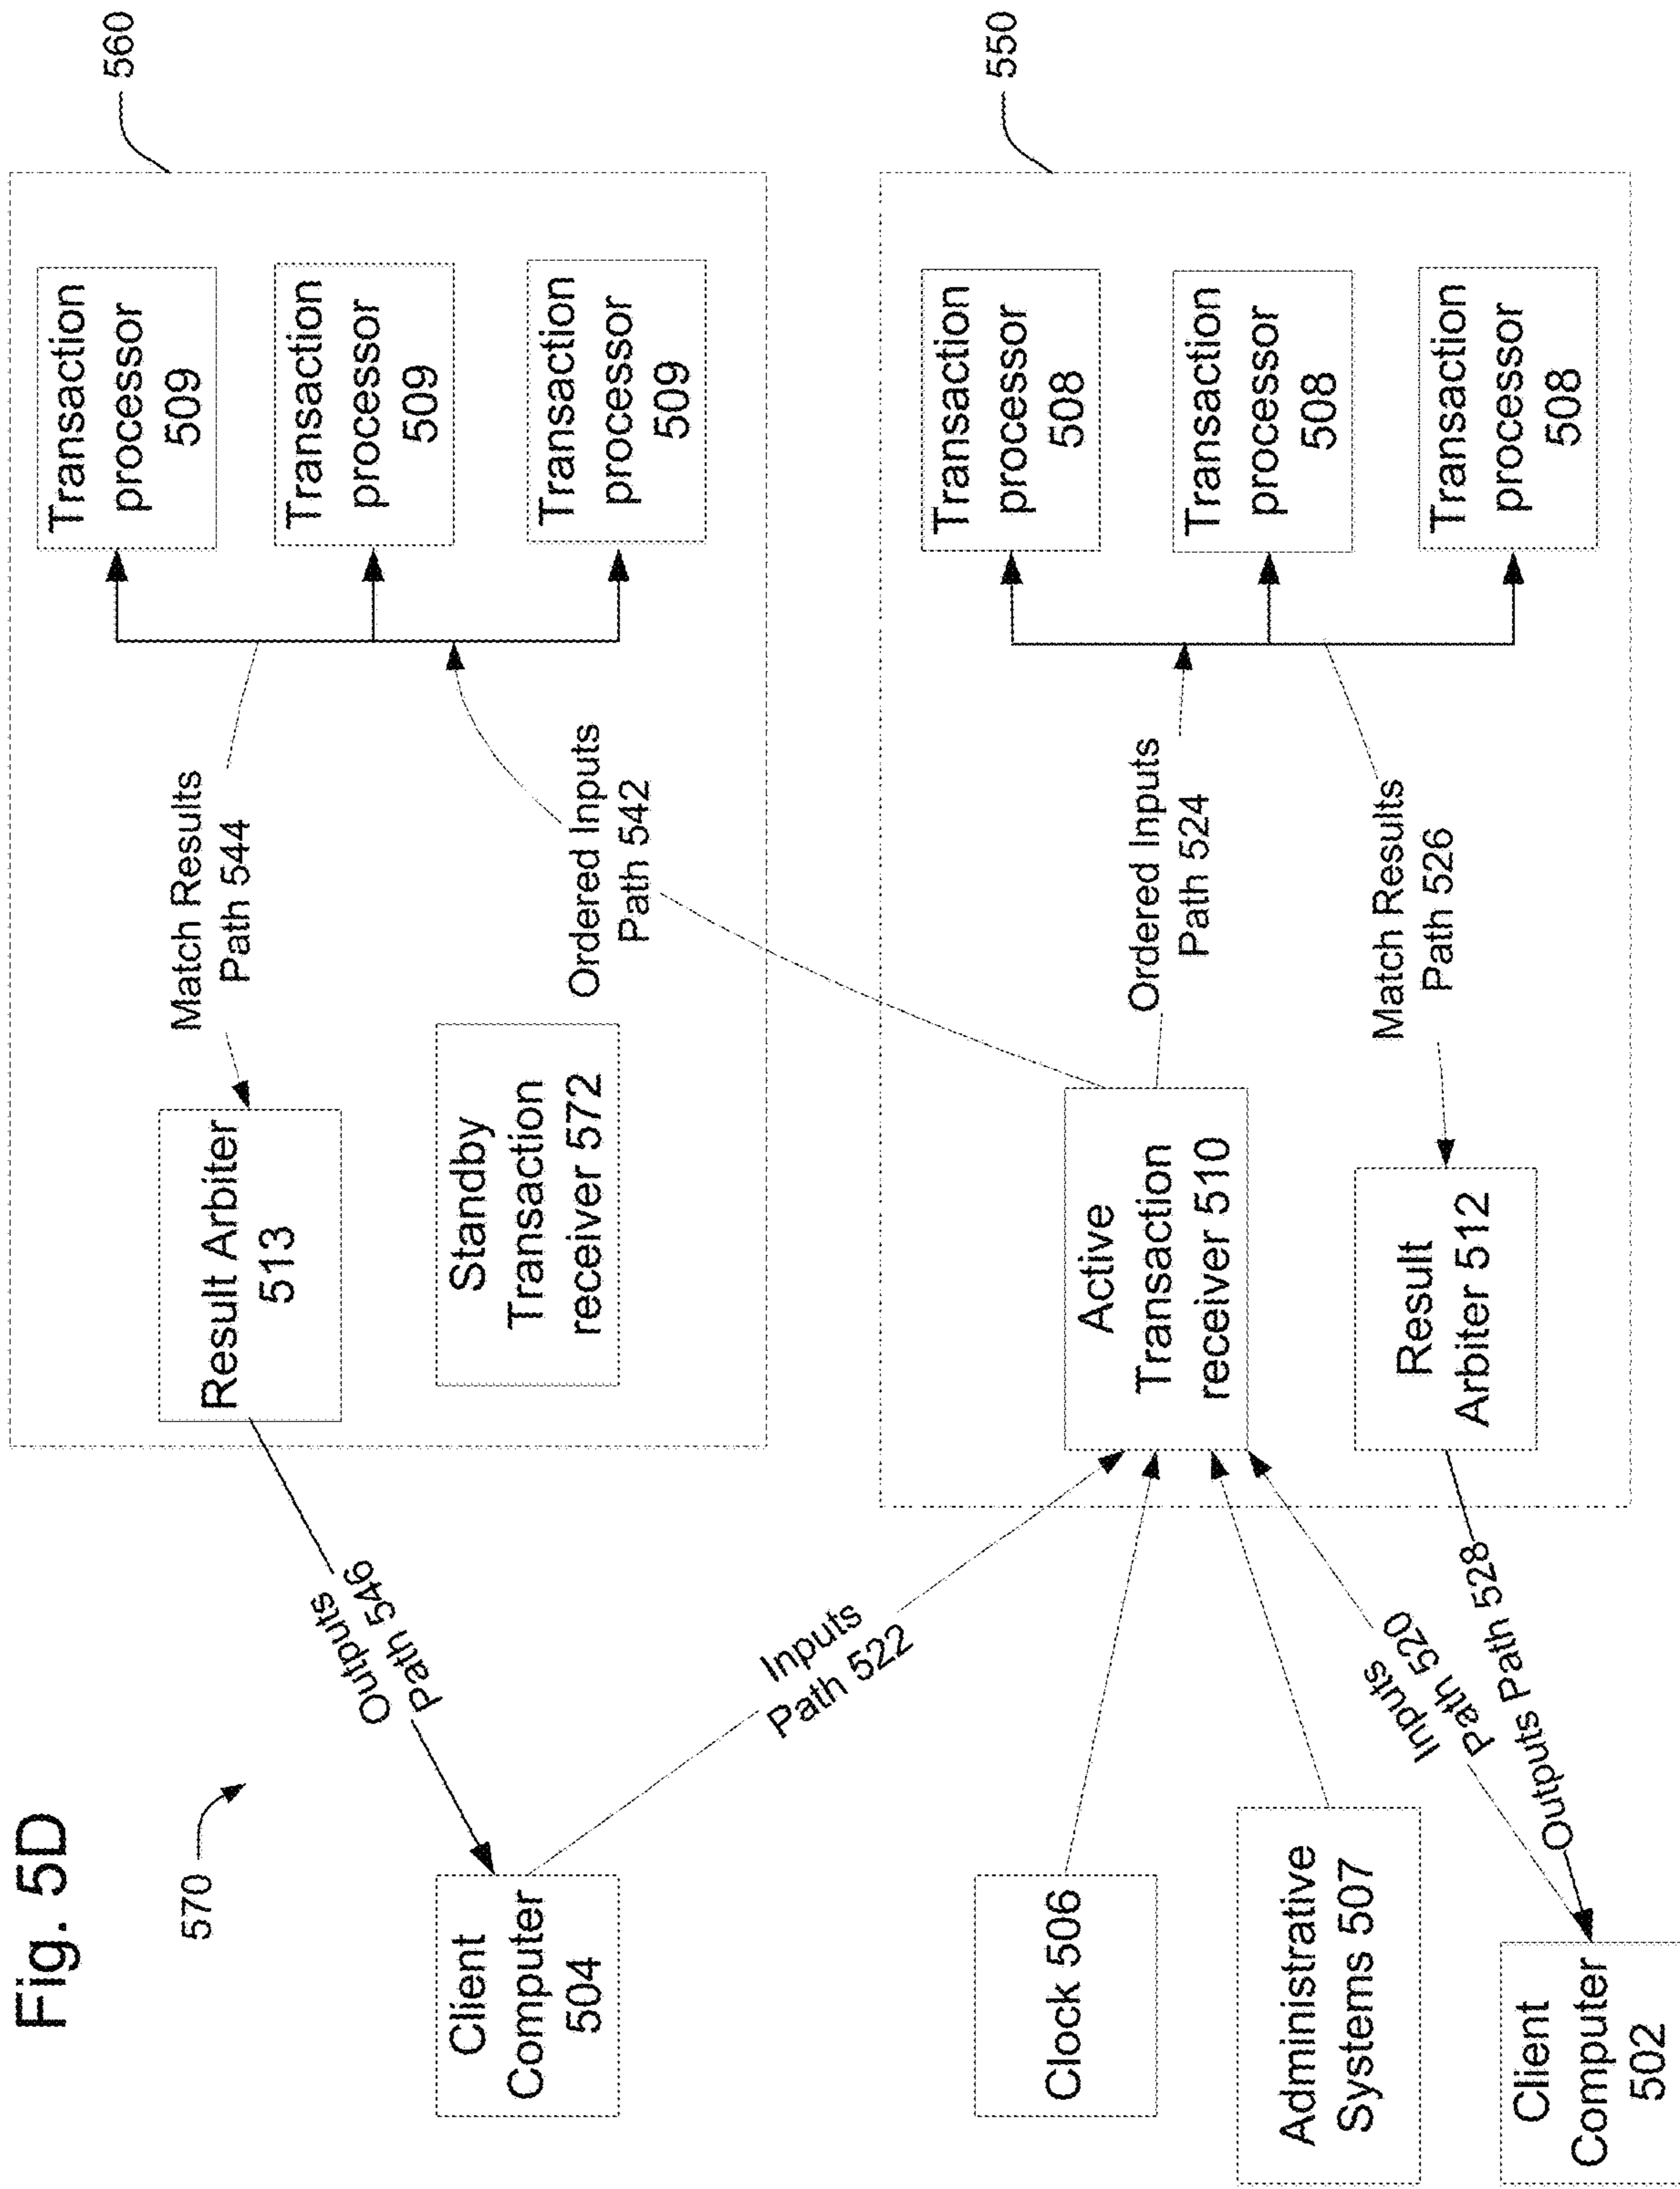 Fig. 5D
570
560
Outputs
Path 546
Result Arbiter
513
Match Results
Path 544
Transaction
processor
509
Transaction
processor
509
Transaction
processor
509
Standby
Transaction
receiver 572
Ordered Inputs
Path 542
Client
Computer
504
Inputs
Path 522
550
Clock 506
Administrative
Systems 507
Client
Computer
502
Inputs
Path 520
Outputs Path 528
Active
Transaction
receiver 510
Result
Arbiter 512
Ordered Inputs
Path 524
Match Results
Path 526
Transaction
processor
508
Transaction
processor
508
Transaction
processor
508